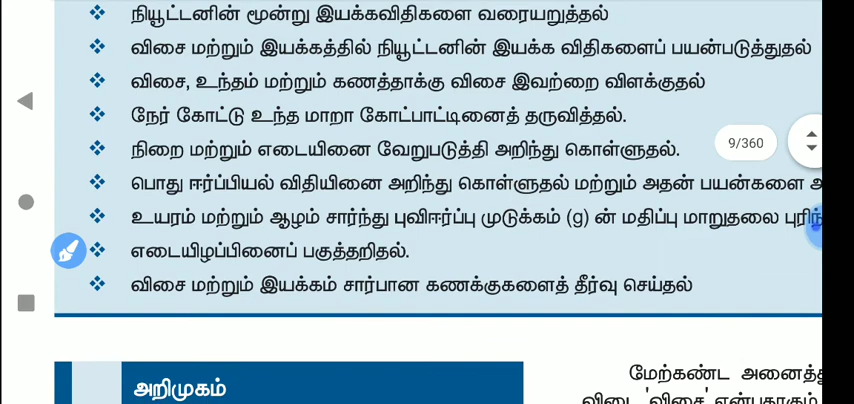 ❖ நியூட்டனின் மூன்று இயக்கவிதிகளை வரையறுத்தல்
❖ விசை மற்றும் இயக்கத்தில் நியூட்டனின் இயக்க விதிகளைப் பயன்படுத்துதல்
❖ விசை, உந்தம் மற்றும் கணத்தாக்கு விசை இவற்றை விளக்குதல்
❖ நேர் கோட்டு உந்த மாறா கோட்பாட்டினைத் தருவித்தல்.
❖ நிறை மற்றும் எடையினை வேறுபடுத்தி அறிந்து கொள்ளுதல்.
9/360
❖ பொது ஈர்ப்பியல் விதியினை அறிந்து கொள்ளுதல் மற்றும் அதன் பயன்களை
❖ உயரம் மற்றும் ஆழம் சார்ந்து புவிஈர்ப்பு முடுக்கம் (g) ன் மதிப்பு மாறுதலை
❖ எடையிழப்பினைப் பகுத்தறிதல்.
❖ விசை மற்றும் இயக்கம் சார்பான கணக்குகளைத் தீர்வு செய்தல்
அறிமுகம்
மேற்கண்ட
விடை 'விசை' என்பதாகும்